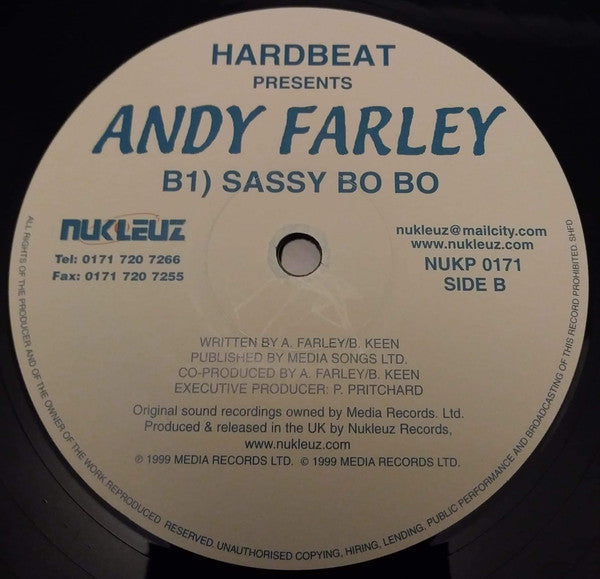 HARDBEAT
PRESENTS
ANDY FARLEY
B1) SASSY BO BO
NUKLEUZ
Tel: 0171 720 7266
Fax: 0171 720 7255
nukleuz@mailcity.com
www.nukleuz.com
NUKP 0171
SIDE B
WRITTEN BY A. FARLEY/B. KEEN
PUBLISHED BY MEDIA SONGS LTD.
CO-PRODUCED BY A. FARLEY/B. KEEN
EXECUTIVE PRODUCER: P. PRITCHARD
Original sound recordings owned by Media Records. Ltd.
Produced & released in the UK by Nukleuz Records,
www.nukleuz.com
℗ 1999 MEDIA RECORDS LTD. © 1999 MEDIA RECORDS LTD.
ALL RIGHTS OF THE PRODUCER AND OF THE OWNER OF THE WORK REPRODUCED RESERVED. UNAUTHORISED COPYING, HIRING, LENDING, PUBLIC PERFORMANCE AND BROADCASTING OF THIS RECORD PROHIBITED. SHFD